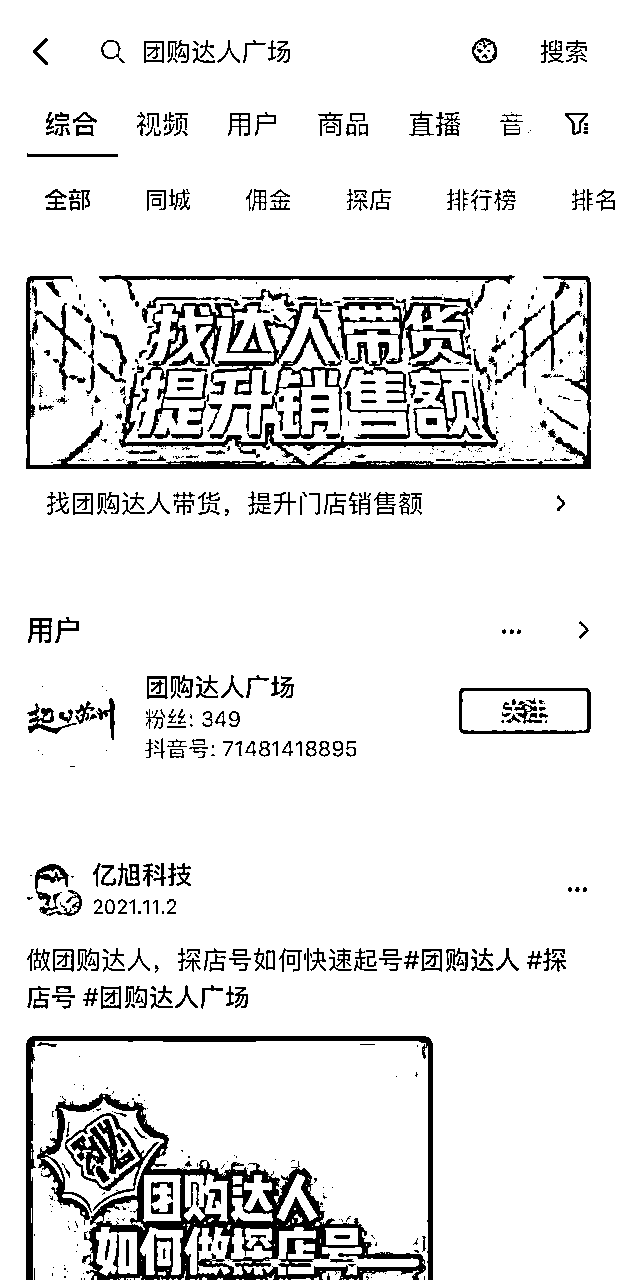 团购达人广场 搜索
综合 视频 用户 商品 直播 音
全部 同城 佣金 探店 排行榜 排名
找达人带货
提升销售额
找团购达人带货，提升门店销售额
用户
团购达人广场
粉丝: 349
关注
抖音号: 71481418895
亿旭科技
2021.11.2
做团购达人，探店号如何快速起号#团购达人 #探
店号 #团购达人广场
团购达人
如何做探店号